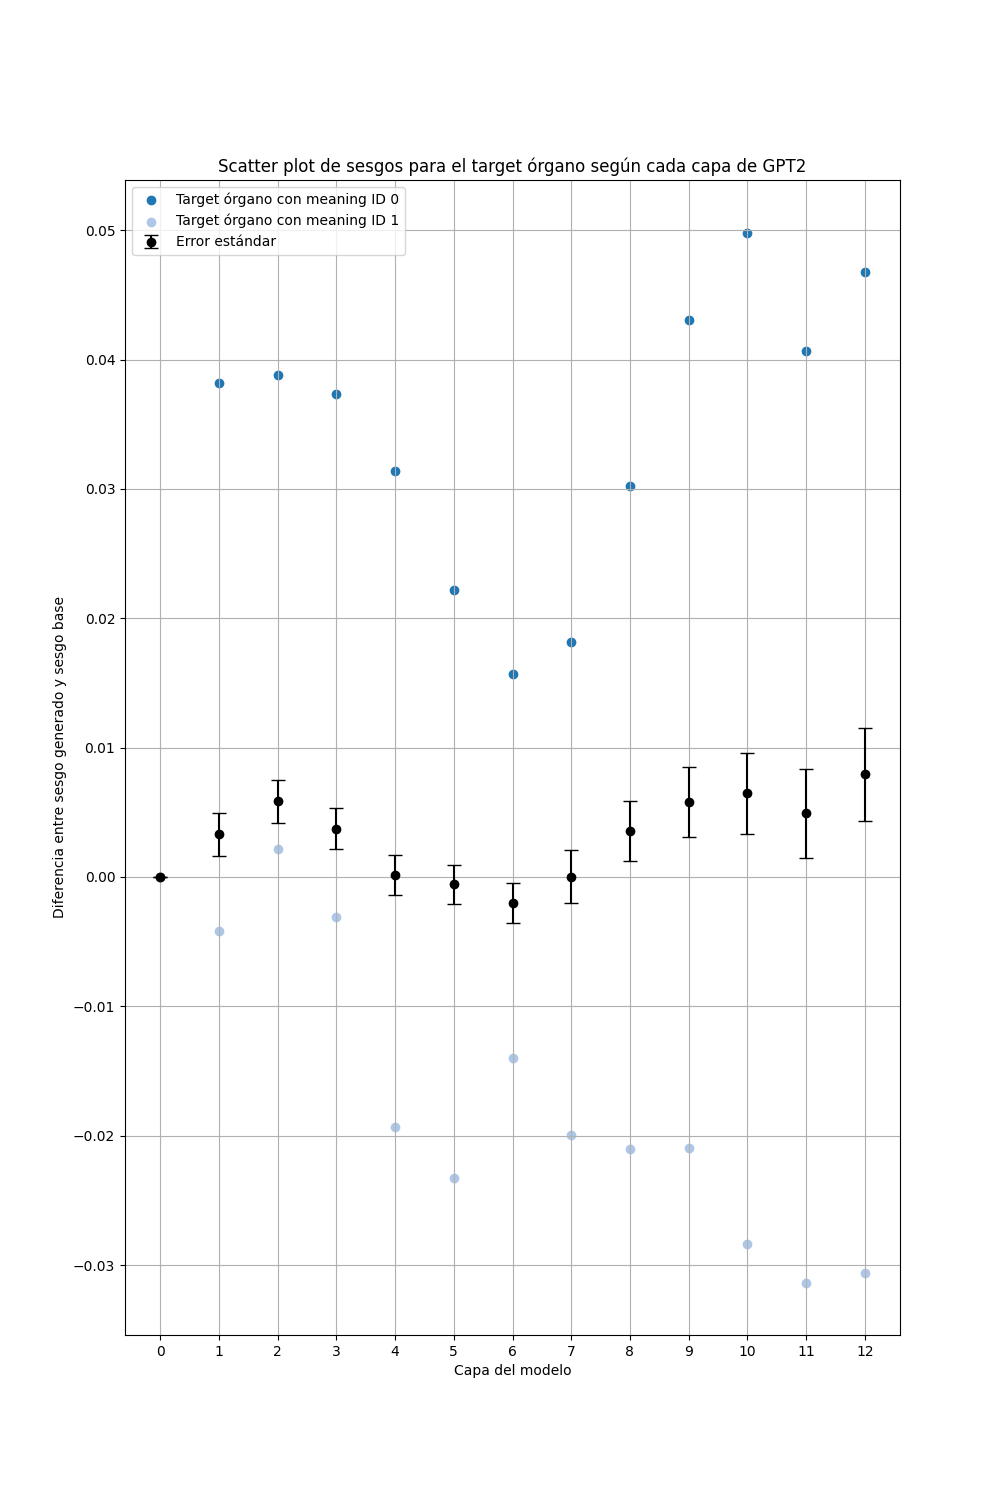 Scatter plot de sesgos para el target órgano según cada capa de GPT2
Target órgano con meaning ID 0
Target órgano con meaning ID 1
Error estándar
0.05
0.04
0.03
0.02
0.01
0.00
−0.01
−0.02
−0.03
Diferencia entre sesgo generado y sesgo base
0 1 2 3 4 5 6 7 8 9 10 11 12
Capa del modelo